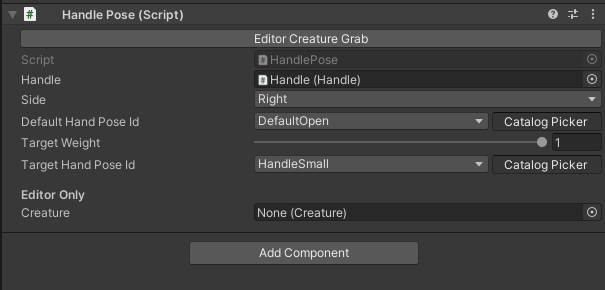 Handle Pose (Script)
Editor Creature Grab
Script HandlePose
Handle Handle (Handle)
Side Right
Default Hand Pose Id DefaultOpen Catalog Picker
Target Weight 1
Target Hand Pose Id HandleSmall Catalog Picker
Editor Only
Creature None (Creature)
Add Component